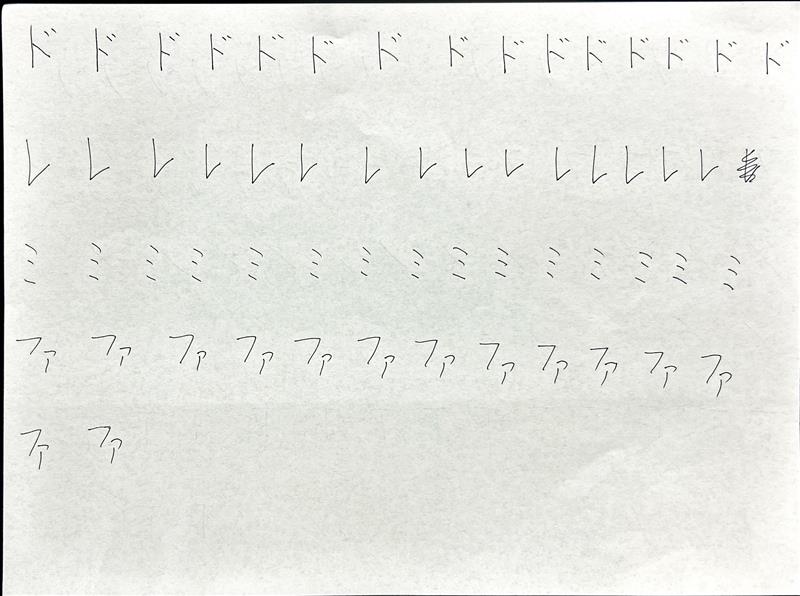 ドドドドドドドドドドドドドドド
レレレレレレレレレレレレレレレ
ミミミミミミミミミミミミミミミ
ファファファファファファファファファファファファ
ファファ